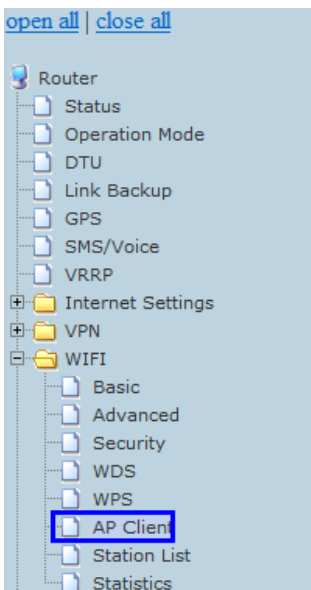 open all | close all
Router
Status
Operation Mode
DTU
Link Backup
GPS
SMS/Voice
VRRP
Internet Settings
VPN
WIFI
Basic
Advanced
Security
WDS
WPS
AP Client
Station List
Statistics